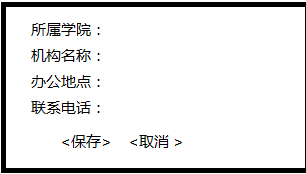 所属学院：
机构名称：
办公地点：
联系电话：
<保存> <取消 >